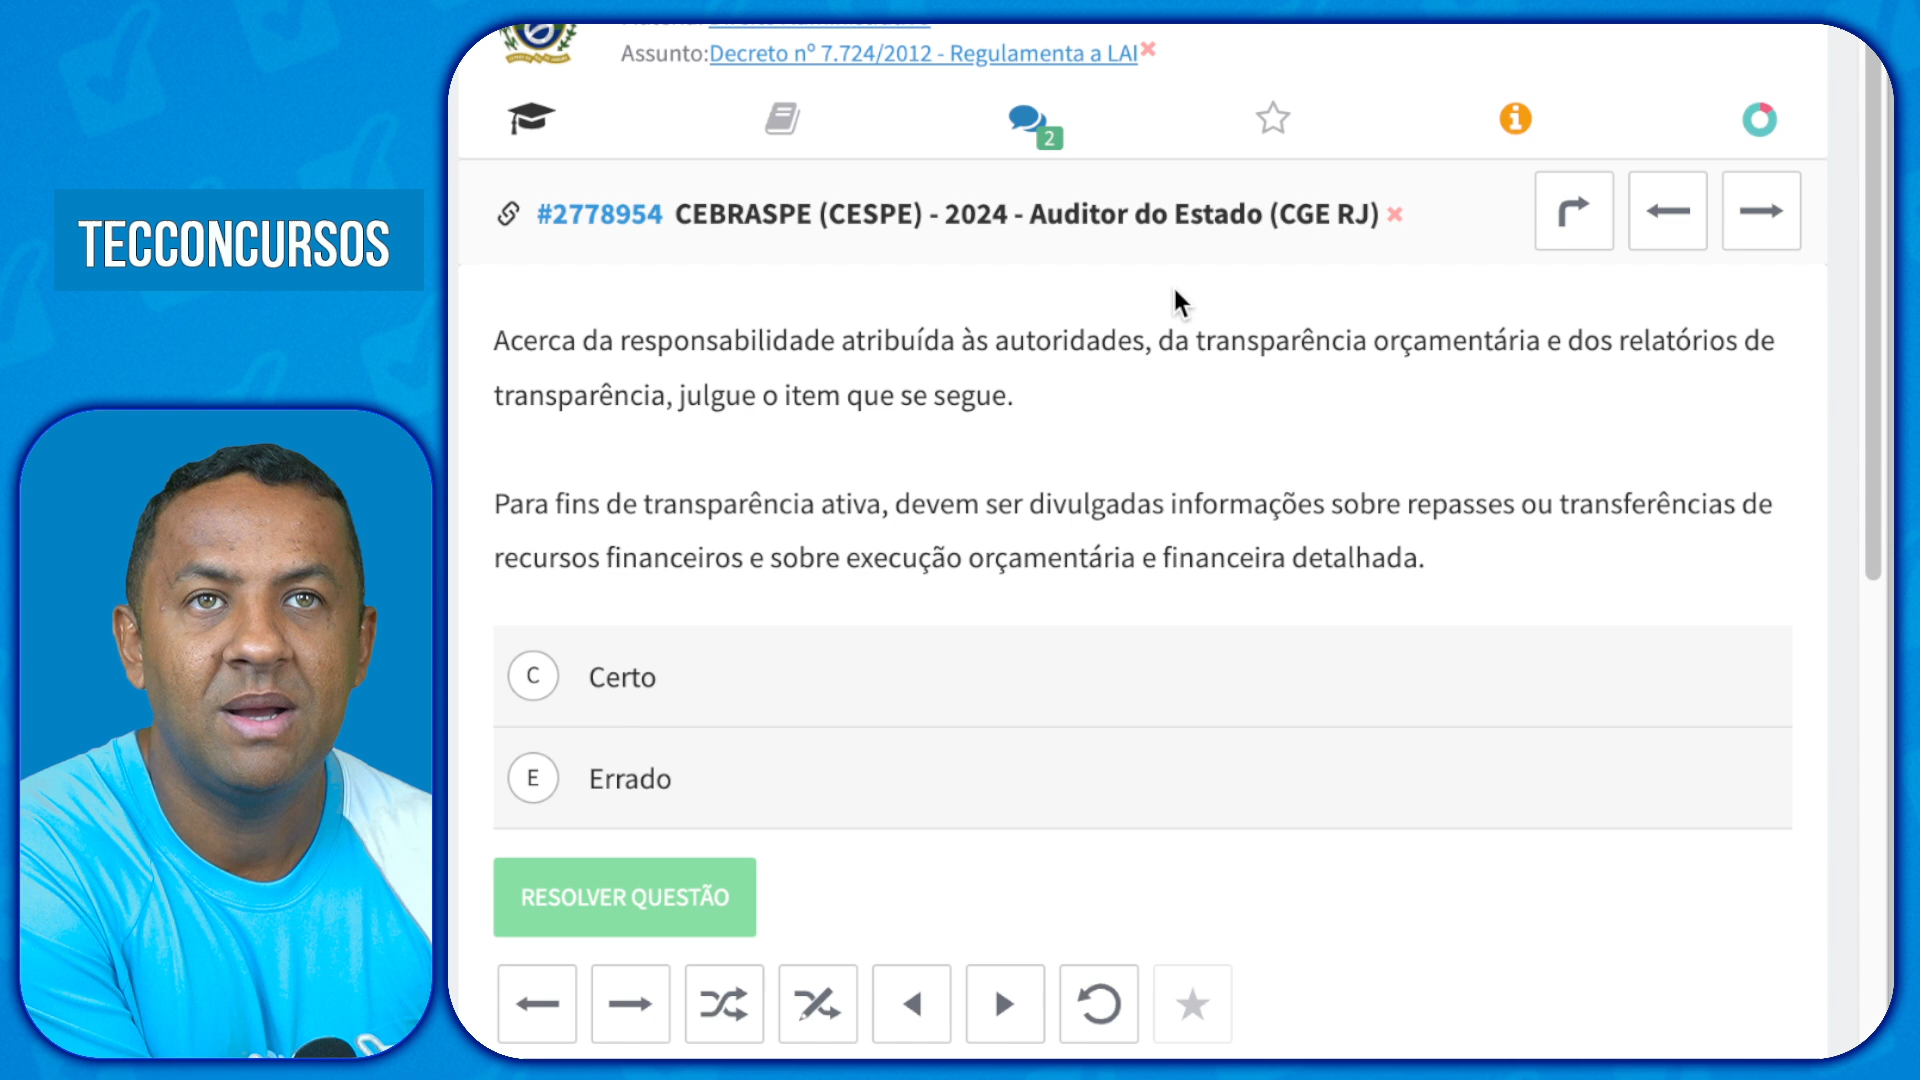 Assunto:Decreto nº 7.724/2012 - Regulamenta a LAI
2
#2778954 CEBRASPE (CESPE) - 2024 - Auditor do Estado (CGE RJ)
TECCONCURSOS
Acerca da responsabilidade atribuída às autoridades, da transparência orçamentária e dos relatórios de
transparência, julgue o item que se segue.
Para fins de transparência ativa, devem ser divulgadas informações sobre repasses ou transferências de
recursos financeiros e sobre execução orçamentária e financeira detalhada.
C Certo
E Errado
RESOLVER QUESTÃO